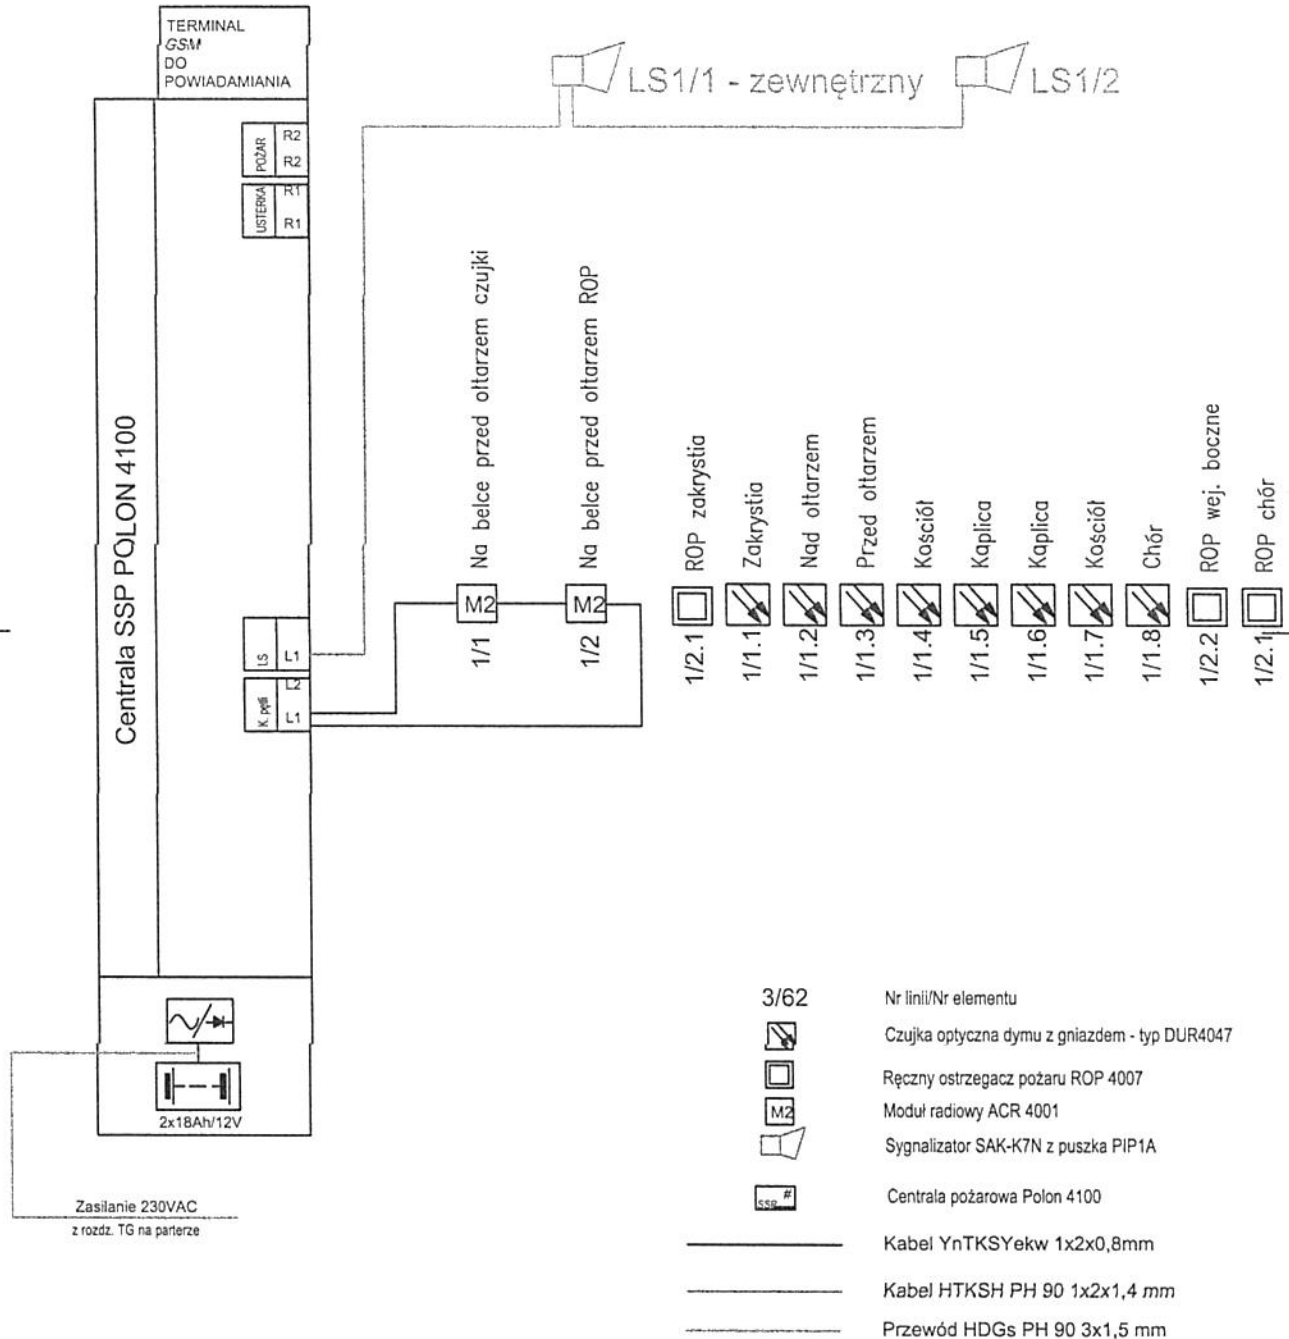 TERMINAL
GSM
DO
POWIADAMIANIA
LS1/1 - zewnętrzny
LS1/2
POŻAR
R2
R2
USTERKA
R1
R1
Centrala SSP POLON 4100
Na belce przed ołtarzem czujki
Na belce przed ołtarzem ROP
ROP zakrystia
Zakrystia
Nad ołtarzem
Przed ołtarzem
Kościół
Kaplica
Kaplica
Kościół
Chór
ROP wej. boczne
ROP chór
M2
M2
1/1
1/2
1/2.1
1/1.1
1/1.2
1/1.3
1/1.4
1/1.5
1/1.6
1/1.7
1/1.8
1/2.2
1/2.1
LS
L1
K. pętli
L2
L1
2x18Ah/12V
Zasilanie 230VAC
z rozdz. TG na parterze
3/62 Nr linii/Nr elementu
Czujka optyczna dymu z gniazdem - typ DUR4047
Ręczny ostrzegacz pożaru ROP 4007
M2 Moduł radiowy ACR 4001
Sygnalizator SAK-K7N z puszka PIP1A
SSP # Centrala pożarowa Polon 4100
Kabel YnTKSYekw 1x2x0,8mm
Kabel HTKSH PH 90 1x2x1,4 mm
Przewód HDGs PH 90 3x1,5 mm